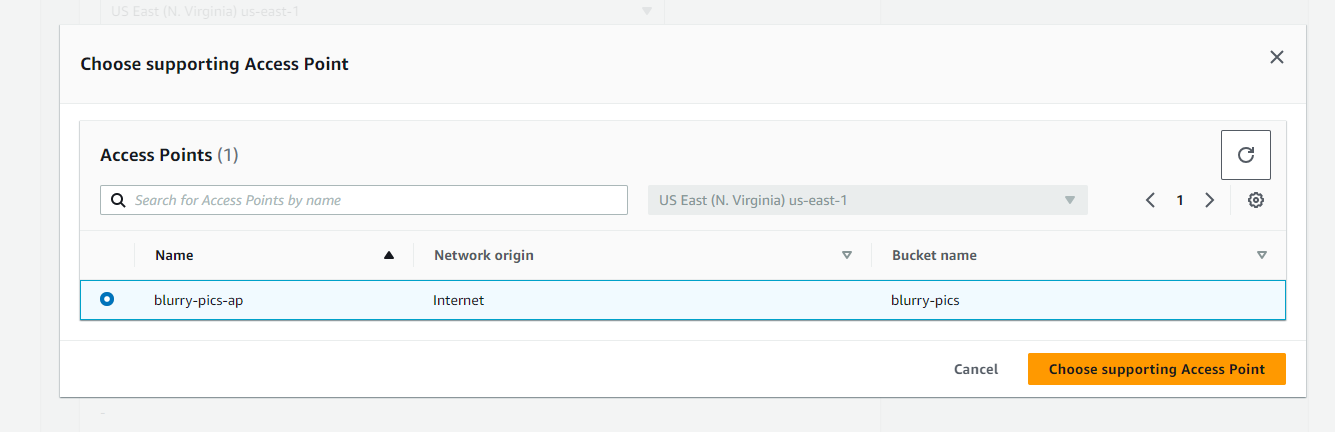 US East (N. Virginia) us-east-1
Choose supporting Access Point
Access Points (1)
Search for Access Points by name
US East (N. Virginia) us-east-1
1
Name Network origin Bucket name
blurry-pics-ap Internet blurry-pics
Cancel Choose supporting Access Point
-